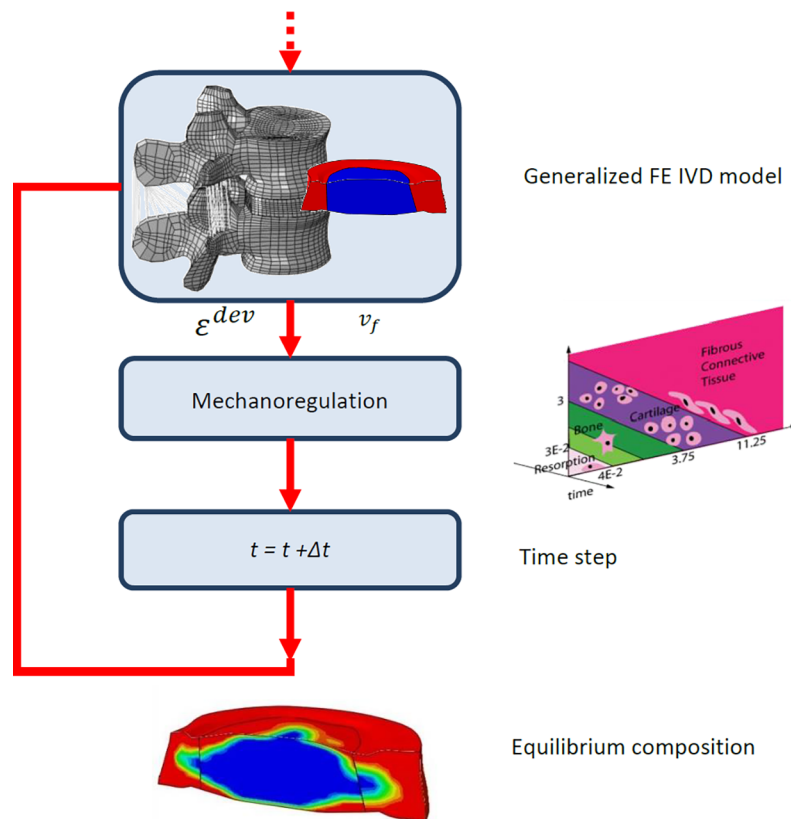 Generalized FE IVD model
ε^dev
v_f
Mechanoregulation
Fibrous
Connective
Tissue
3
Cartilage
Bone
3E-2
Resorption
4E-2
3.75
11.25
time
t = t +Δt
Time step
Equilibrium composition